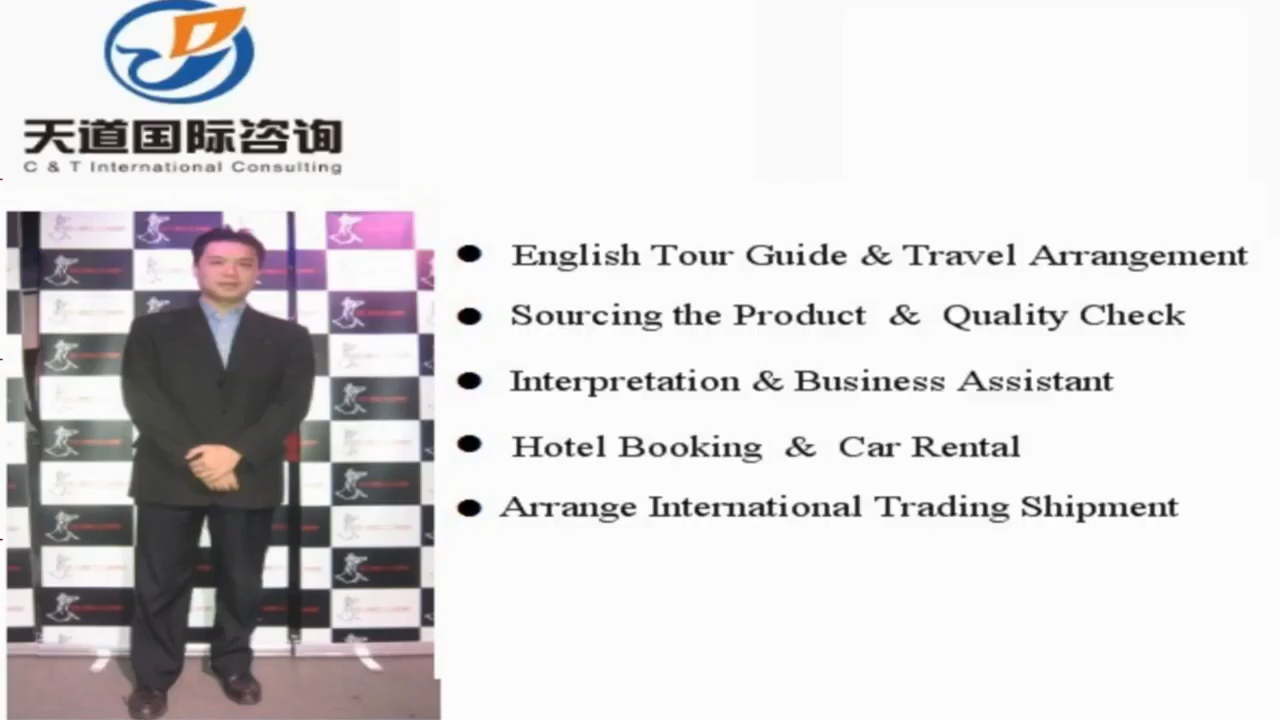 天道国际咨询
C & T International Consulting
● English Tour Guide & Travel Arrangement
● Sourcing the Product & Quality Check
● Interpretation & Business Assistant
● Hotel Booking & Car Rental
● Arrange International Trading Shipment